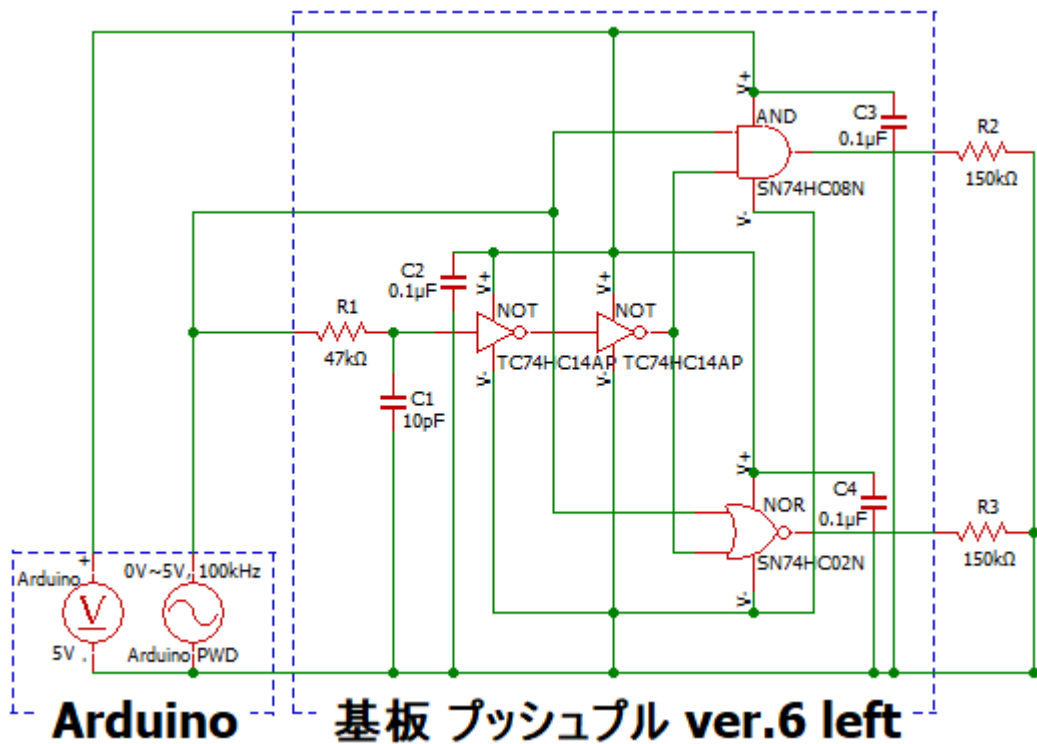 V+
AND
C3
0.1μF
R2
150kΩ
SN74HC08N
V-
C2
0.1μF
V+
NOT
V+
NOT
V+
R1
47kΩ
TC74HC14AP
TC74HC14AP
V-
V-
C1
10pF
V+
NOR
C4
0.1μF
R3
150kΩ
SN74HC02N
V-
+
Arduino
V
5V
0V~5V, 100kHz
Arduino PWD
Arduino
基板 プッシュプル ver.6 left